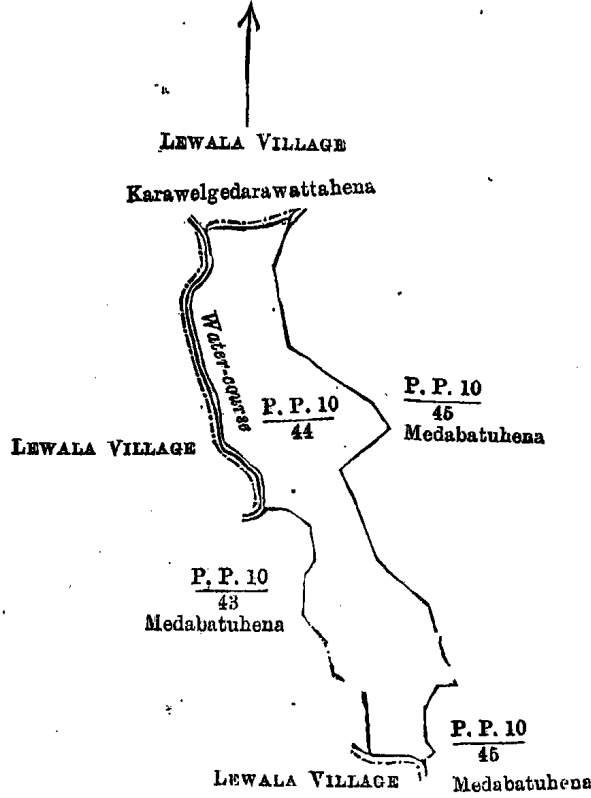 LEWALA VILLAGE
Karawelgedarawattahena
Water-course
P. P. 10
44
P. P. 10
45
Medabatuhena
LEWALA VILLAGE
P. P. 10
43
Medabatuhena
P. P. 10
45
Medabatuhena
LEWALA VILLAGE